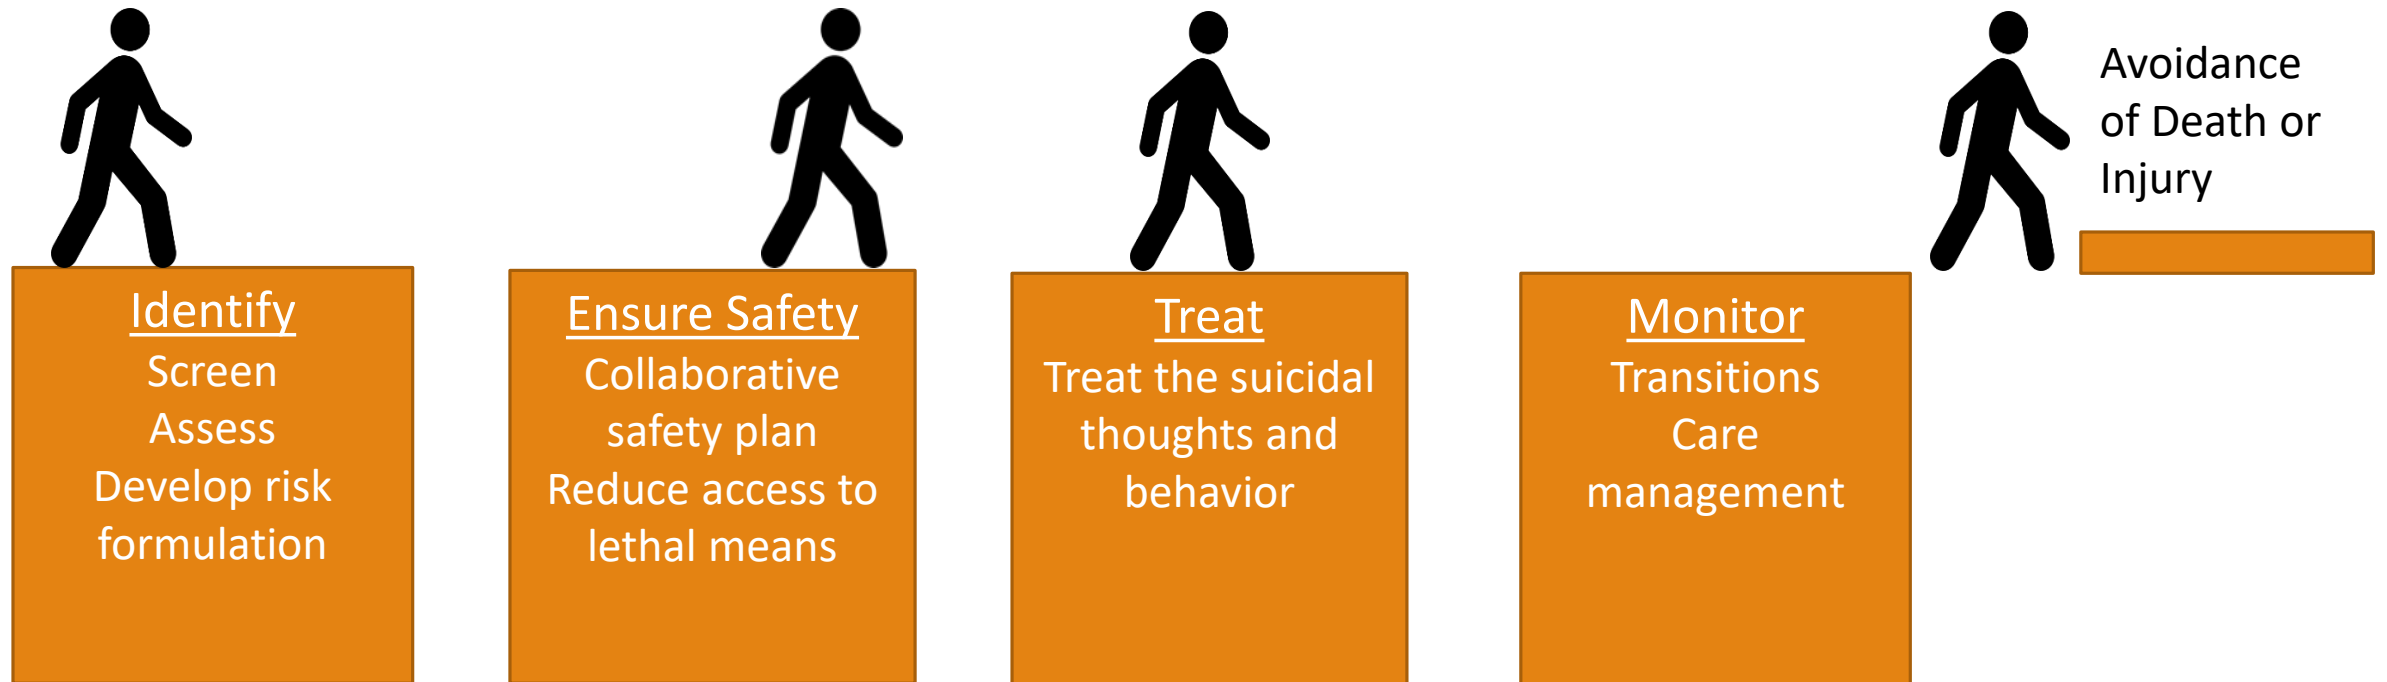 Identify
Screen
Assess
Develop risk
formulation
Ensure Safety
Collaborative
safety plan
Reduce access to
lethal means
Treat
Treat the suicidal
thoughts and
behavior
Monitor
Transitions
Care
management
Avoidance
of Death or
Injury